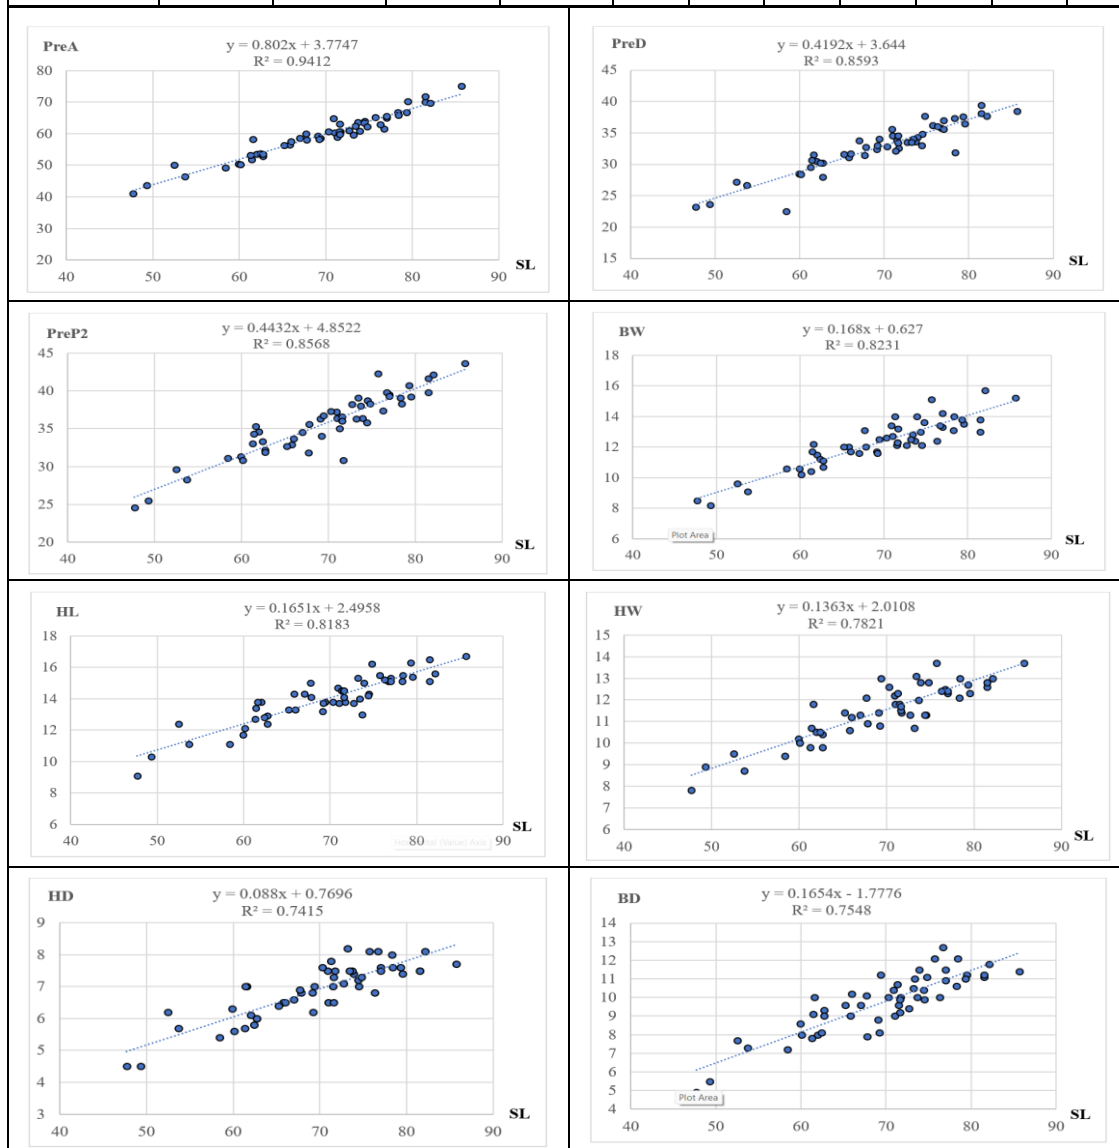 PreA
y = 0.802x + 3.7747
R² = 0.9412
80
70
60
50
40
30
20
40 50 60 70 80 90
SL
PreD
y = 0.4192x + 3.644
R² = 0.8593
45
40
35
30
25
20
15
40 50 60 70 80 90
SL
PreP2
y = 0.4432x + 4.8522
R² = 0.8568
45
40
35
30
25
20
40 50 60 70 80 90
SL
BW
y = 0.168x + 0.627
R² = 0.8231
18
16
14
12
10
8
6
Plot Area
40 50 60 70 80 90
SL
HL
y = 0.1651x + 2.4958
R² = 0.8183
18
16
14
12
10
8
6
40 50 60 70 80 90
Horizontal (Value) Axis
SL
HW
y = 0.1363x + 2.0108
R² = 0.7821
15
14
13
12
11
10
9
8
7
6
40 50 60 70 80 90
SL
HD
y = 0.088x + 0.7696
R² = 0.7415
9
8
7
6
5
4
3
40 50 60 70 80 90
SL
BD
y = 0.1654x - 1.7776
R² = 0.7548
14
13
12
11
10
9
8
7
6
5
4
Plot Area
40 50 60 70 80 90
SL